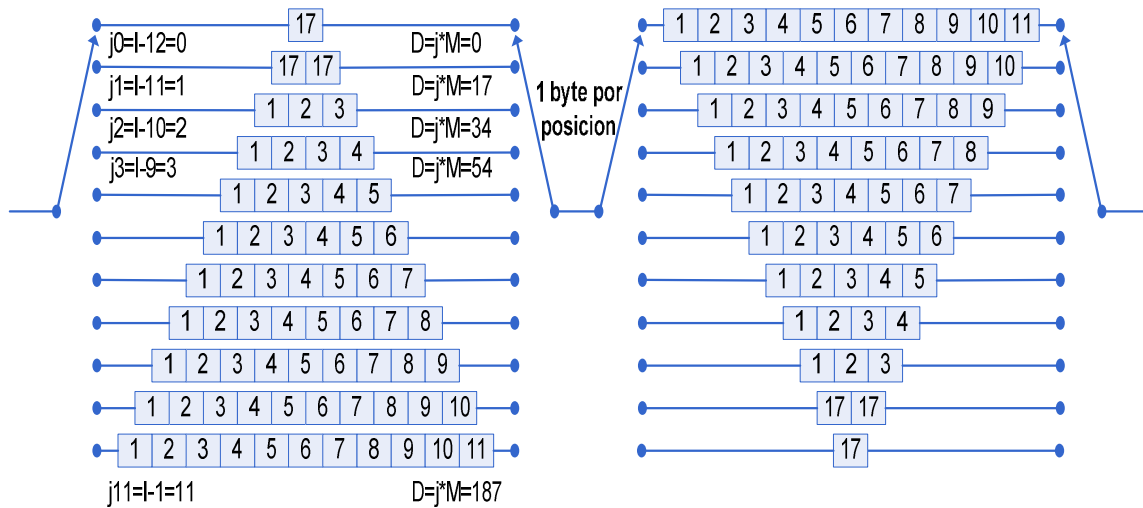 17
j0=I-12=0 D=j*M=0
17 17
j1=I-11=1 D=j*M=17
1 2 3
j2=I-10=2 D=j*M=34
1 2 3 4
j3=I-9=3 D=j*M=54
1 2 3 4 5
1 2 3 4 5 6
1 2 3 4 5 6 7
1 2 3 4 5 6 7 8
1 2 3 4 5 6 7 8 9
1 2 3 4 5 6 7 8 9 10
1 2 3 4 5 6 7 8 9 10 11
j11=I-1=11 D=j*M=187
1 byte por
posicion
1 2 3 4 5 6 7 8 9 10 11
1 2 3 4 5 6 7 8 9 10
1 2 3 4 5 6 7 8 9
1 2 3 4 5 6 7 8
1 2 3 4 5 6 7
1 2 3 4 5 6
1 2 3 4 5
1 2 3 4
1 2 3
17 17
17